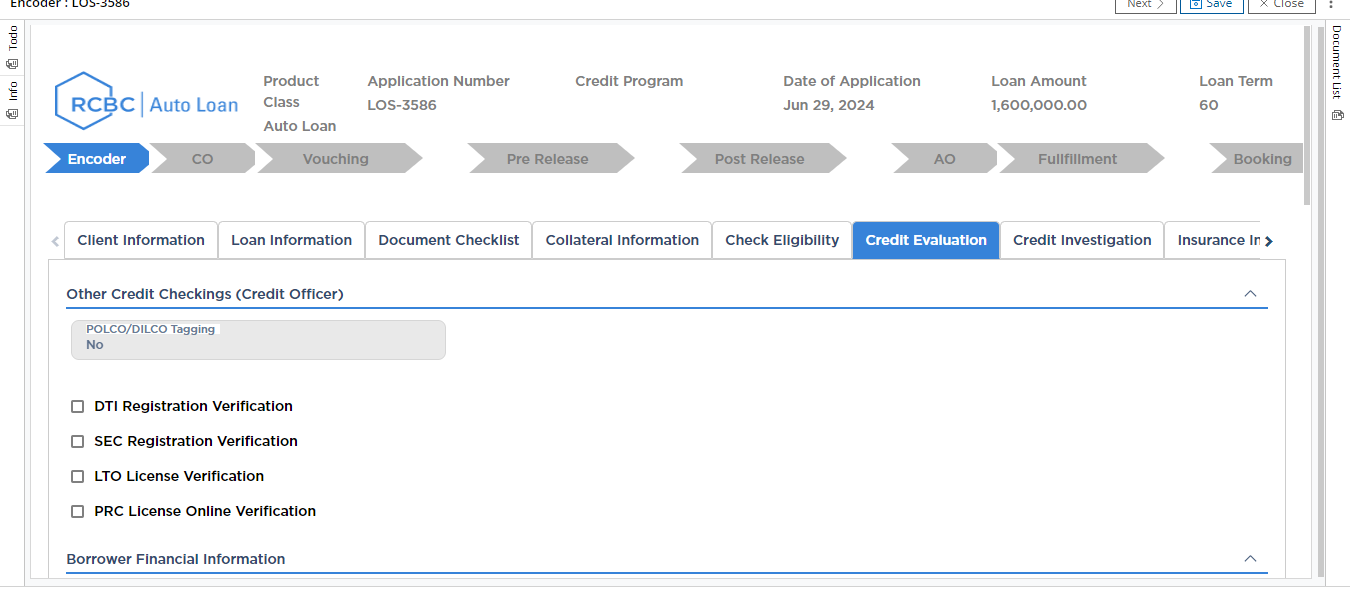 Encoder : LOS-3586
Next
Save
Close
Todo
Info
Document List
RCBC Auto Loan
Product Class
Auto Loan
Application Number
LOS-3586
Credit Program
Date of Application
Jun 29, 2024
Loan Amount
1,600,000.00
Loan Term
60
Encoder
CO
Vouching
Pre Release
Post Release
AO
Fullfillment
Booking
Client Information
Loan Information
Document Checklist
Collateral Information
Check Eligibility
Credit Evaluation
Credit Investigation
Insurance In
Other Credit Checkings (Credit Officer)
POLCO/DILCO Tagging
No
DTI Registration Verification
SEC Registration Verification
LTO License Verification
PRC License Online Verification
Borrower Financial Information